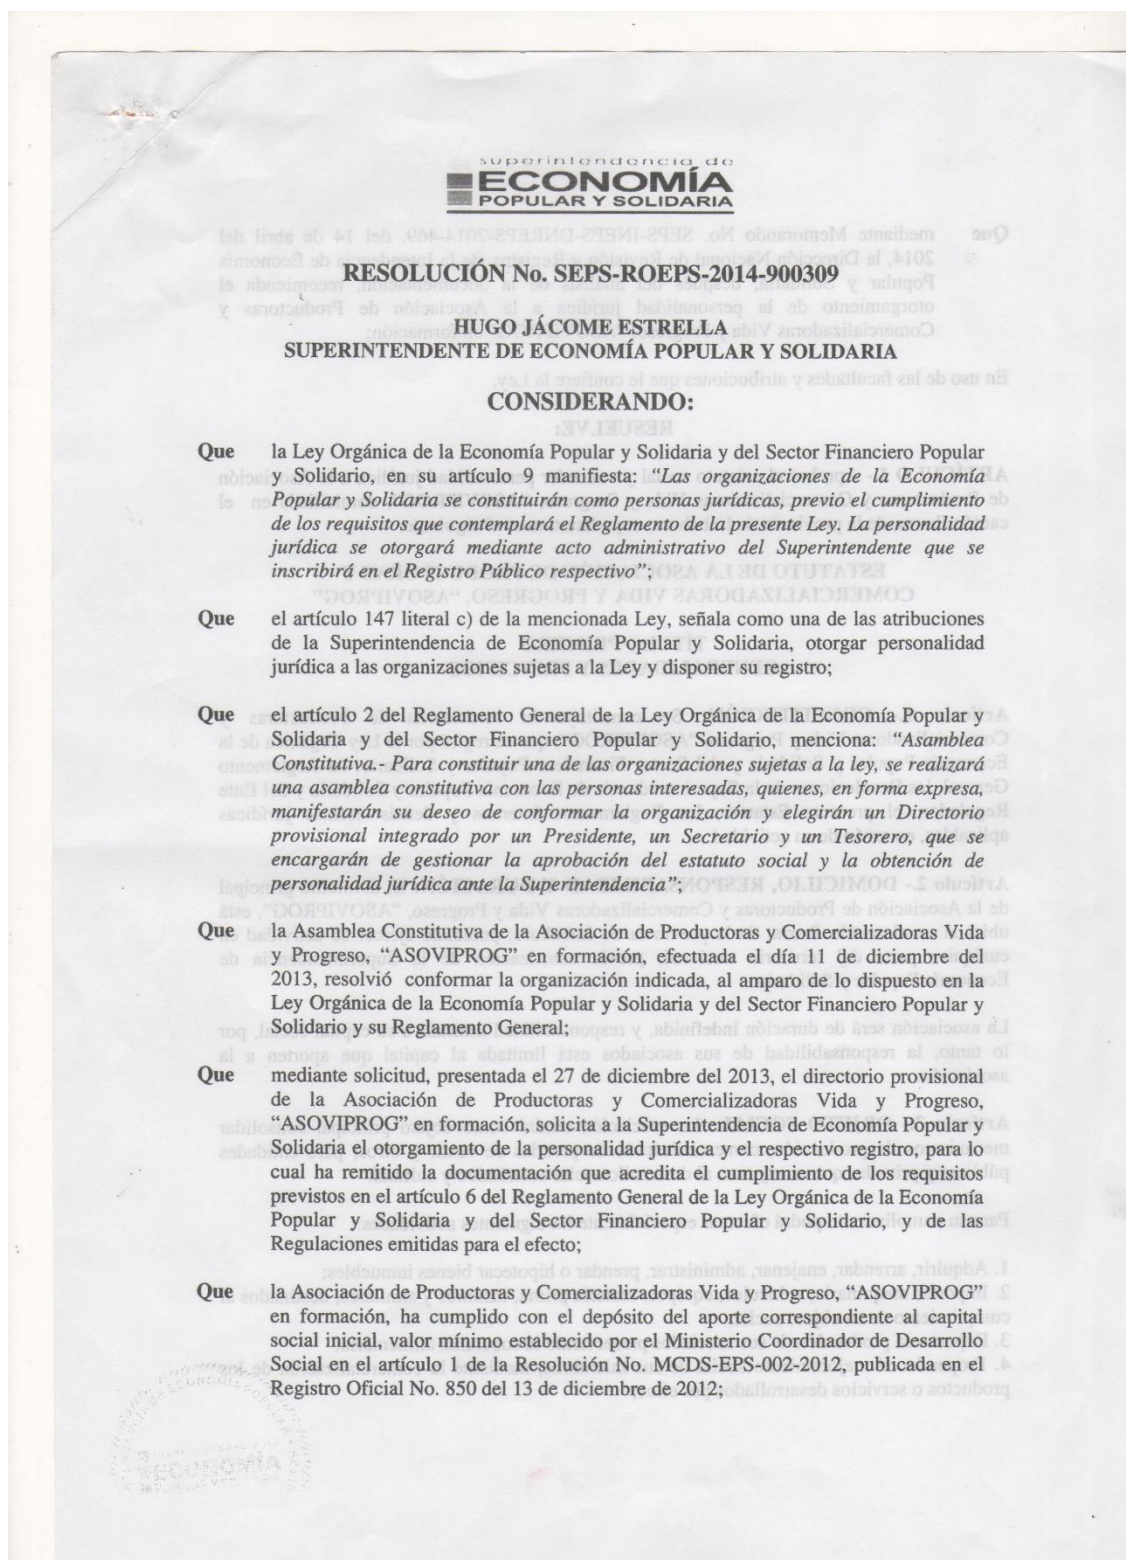 superintendencia de
ECONOMÍA
POPULAR Y SOLIDARIA
RESOLUCIÓN No. SEPS-ROEPS-2014-900309
HUGO JÁCOME ESTRELLA
SUPERINTENDENTE DE ECONOMÍA POPULAR Y SOLIDARIA
CONSIDERANDO:
Que la Ley Orgánica de la Economía Popular y Solidaria y del Sector Financiero Popular
y Solidario, en su artículo 9 manifiesta: "Las organizaciones de la Economía
Popular y Solidaria se constituirán como personas jurídicas, previo el cumplimiento
de los requisitos que contemplará el Reglamento de la presente Ley. La personalidad
jurídica se otorgará mediante acto administrativo del Superintendente que se
inscribirá en el Registro Público respectivo";
Que el artículo 147 literal c) de la mencionada Ley, señala como una de las atribuciones
de la Superintendencia de Economía Popular y Solidaria, otorgar personalidad
jurídica a las organizaciones sujetas a la Ley y disponer su registro;
Que el artículo 2 del Reglamento General de la Ley Orgánica de la Economía Popular y
Solidaria y del Sector Financiero Popular y Solidario, menciona: "Asamblea
Constitutiva.- Para constituir una de las organizaciones sujetas a la ley, se realizará
una asamblea constitutiva con las personas interesadas, quienes, en forma expresa,
manifestarán su deseo de conformar la organización y elegirán un Directorio
provisional integrado por un Presidente, un Secretario y un Tesorero, que se
encargarán de gestionar la aprobación del estatuto social y la obtención de
personalidad jurídica ante la Superintendencia";
Que la Asamblea Constitutiva de la Asociación de Productoras y Comercializadoras Vida
y Progreso, "ASOVIPROG" en formación, efectuada el día 11 de diciembre del
2013, resolvió conformar la organización indicada, al amparo de lo dispuesto en la
Ley Orgánica de la Economía Popular y Solidaria y del Sector Financiero Popular y
Solidario y su Reglamento General;
Que mediante solicitud, presentada el 27 de diciembre del 2013, el directorio provisional
de la Asociación de Productoras y Comercializadoras Vida y Progreso,
"ASOVIPROG" en formación, solicita a la Superintendencia de Economía Popular y
Solidaria el otorgamiento de la personalidad jurídica y el respectivo registro, para lo
cual ha remitido la documentación que acredita el cumplimiento de los requisitos
previstos en el artículo 6 del Reglamento General de la Ley Orgánica de la Economía
Popular y Solidaria y del Sector Financiero Popular y Solidario, y de las
Regulaciones emitidas para el efecto;
Que la Asociación de Productoras y Comercializadoras Vida y Progreso, "ASOVIPROG"
en formación, ha cumplido con el depósito del aporte correspondiente al capital
social inicial, valor mínimo establecido por el Ministerio Coordinador de Desarrollo
Social en el artículo 1 de la Resolución No. MCDS-EPS-002-2012, publicada en el
Registro Oficial No. 850 del 13 de diciembre de 2012;